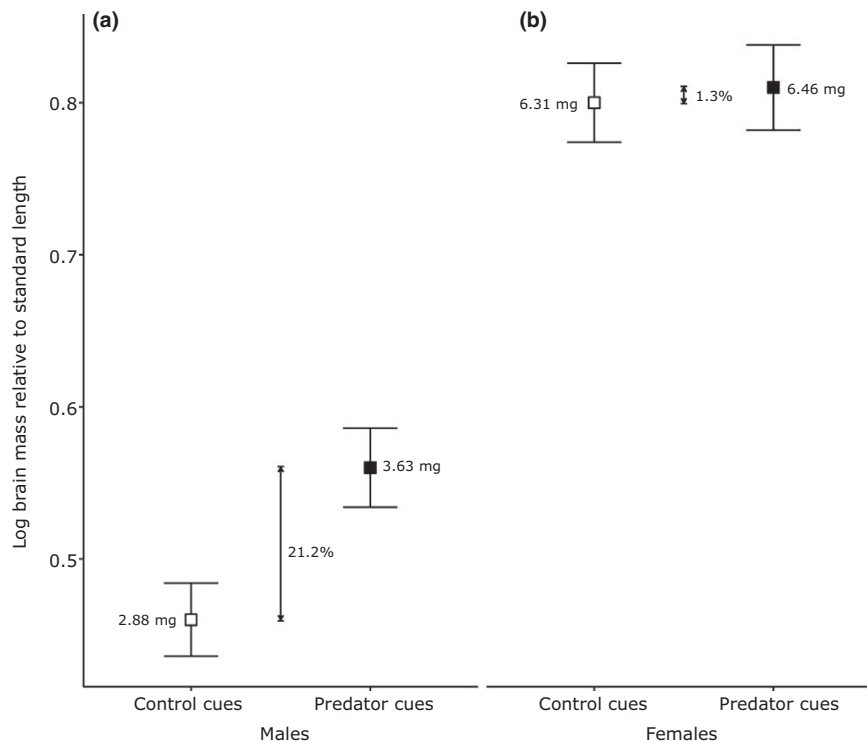 (a)
(b)
Log brain mass relative to standard length
0.8
0.7
0.6
0.5
6.31 mg
1.3%
6.46 mg
3.63 mg
21.2%
2.88 mg
Control cues
Predator cues
Control cues
Predator cues
Males
Females